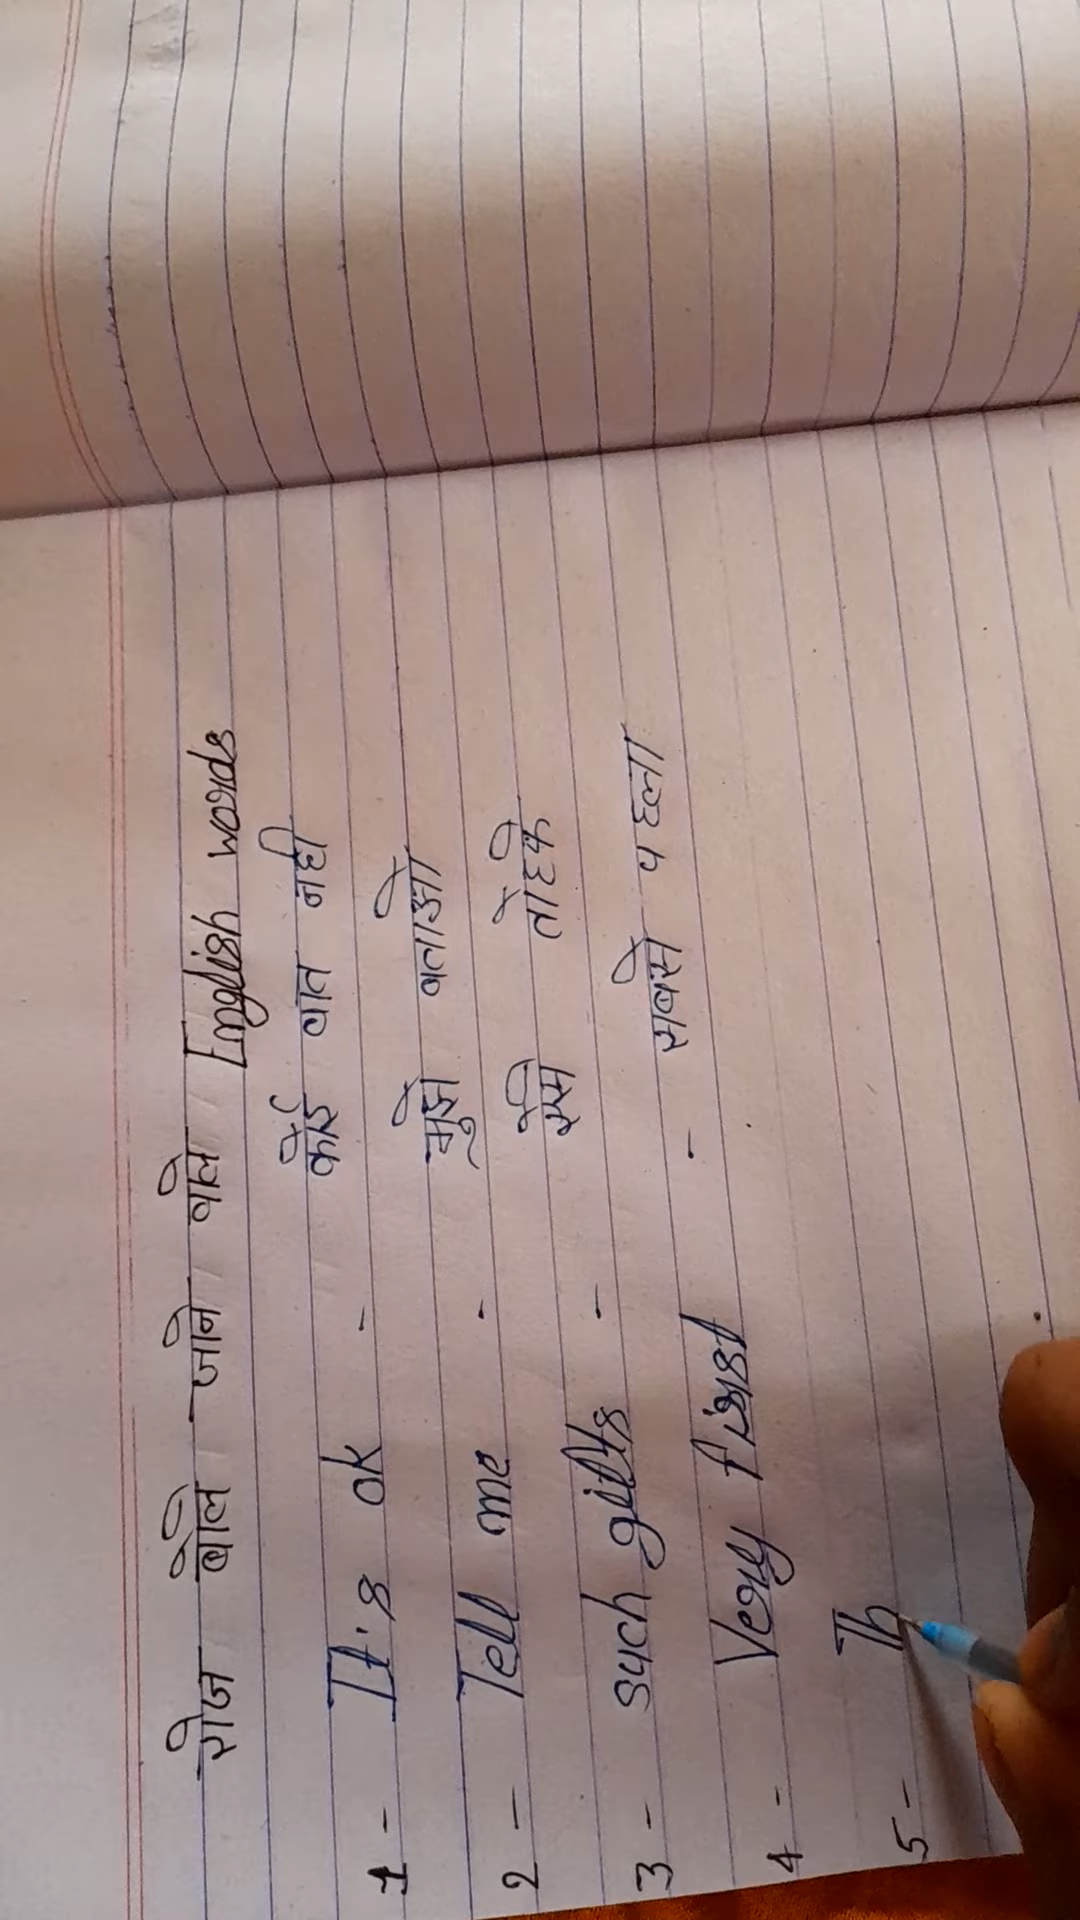 रोज बोले जाने वाले English words
1 - It's ok - कोई बात नही
2 - Tell me - मुझे बताओ
3 - such gifts - ऐसे तोहफे
4 - Very first - सबसे पहला
5 - Th